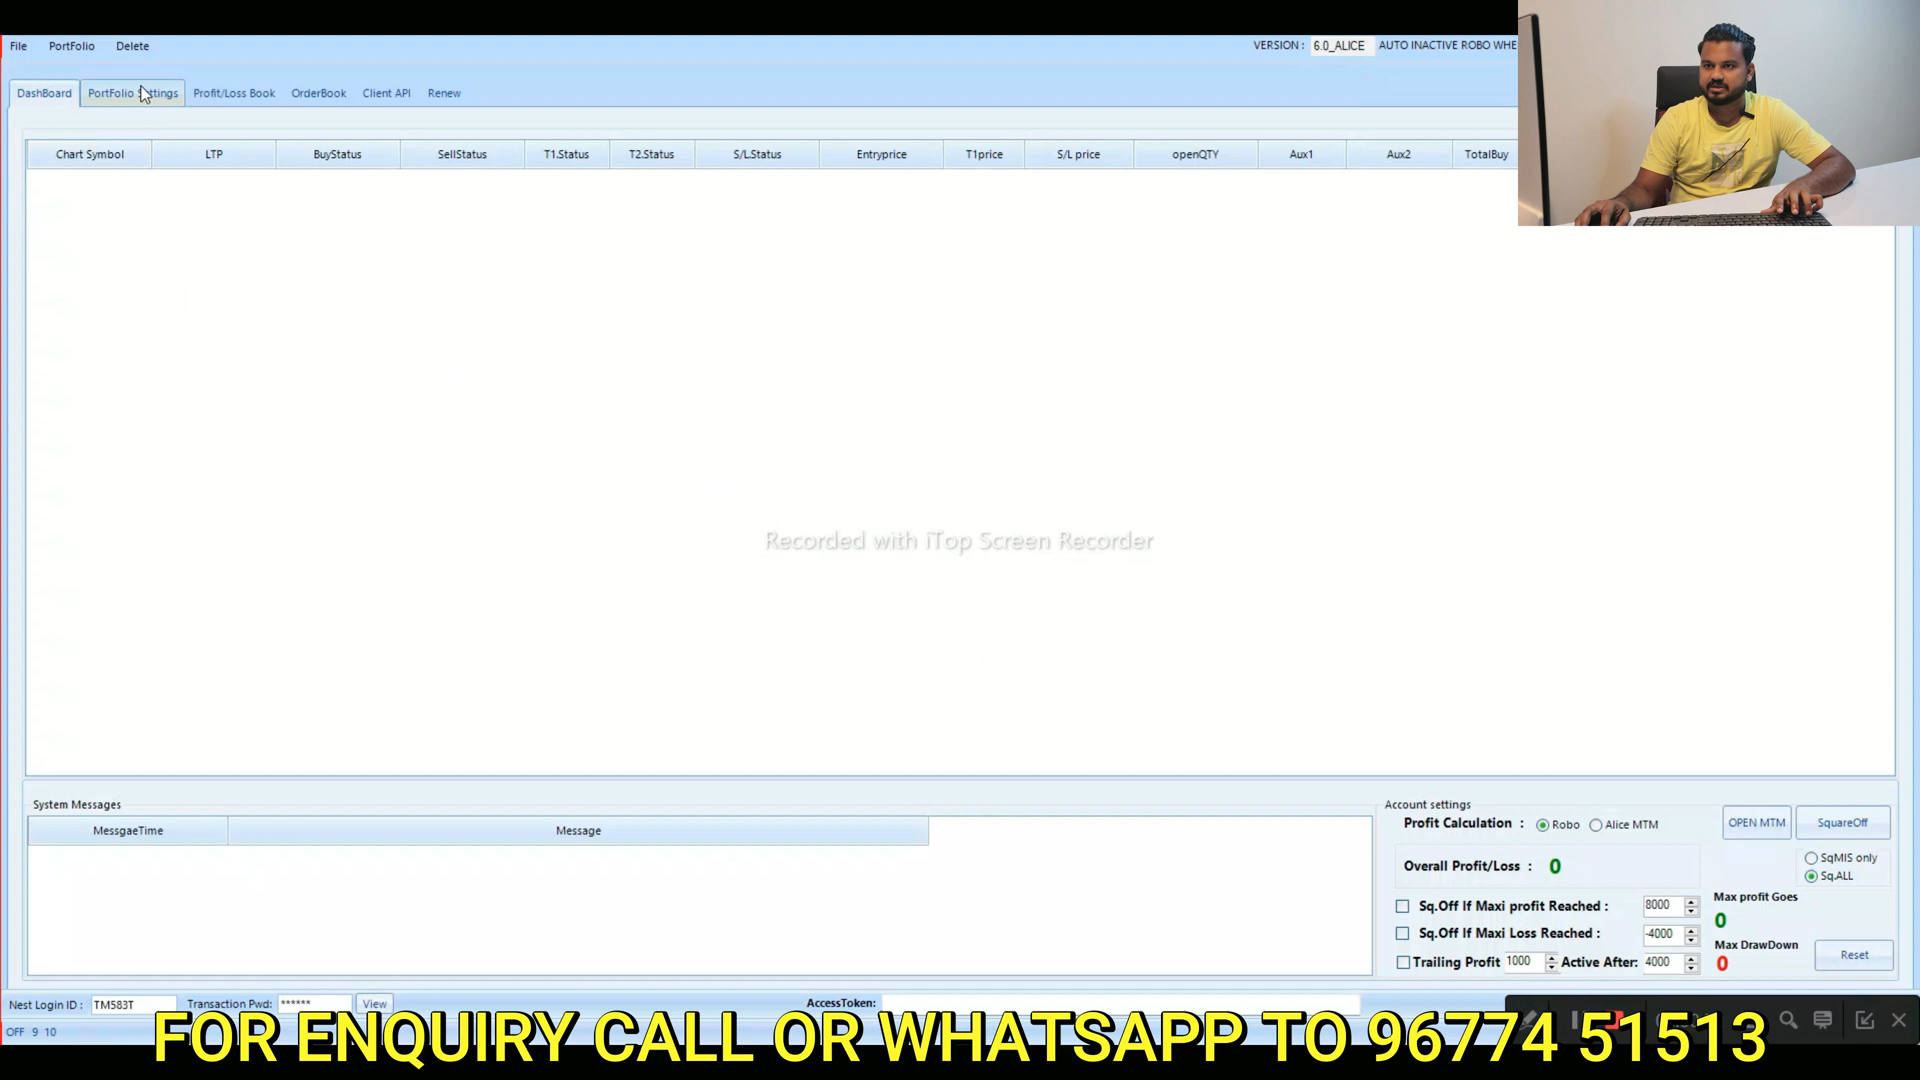 File PortFolio Delete VERSION : 6.0_ALICE AUTO INACTIVE ROBO WHE
DashBoard PortFolio Settings Profit/Loss Book OrderBook Client API Renew
Chart Symbol LTP BuyStatus SellStatus T1.Status T2.Status S/L.Status Entryprice T1price S/L price openQTY Aux1 Aux2 TotalBuy
Recorded with iTop Screen Recorder
System Messages
MessgaeTime Message
Account settings
Profit Calculation : Robo Alice MTM OPEN MTM SquareOff
Overall Profit/Loss : 0
SqMIS only
Sq.ALL
Sq.Off If Maxi profit Reached : 8000
Max profit Goes
0
Sq.Off If Maxi Loss Reached : -4000
Max DrawDown
0
Trailing Profit 1000 Active After: 4000
Reset
Nest Login ID : TM583T Transaction Pwd: ****** View AccessToken:
OFF 9 10
FOR ENQUIRY CALL OR WHATSAPP TO 96774 51513